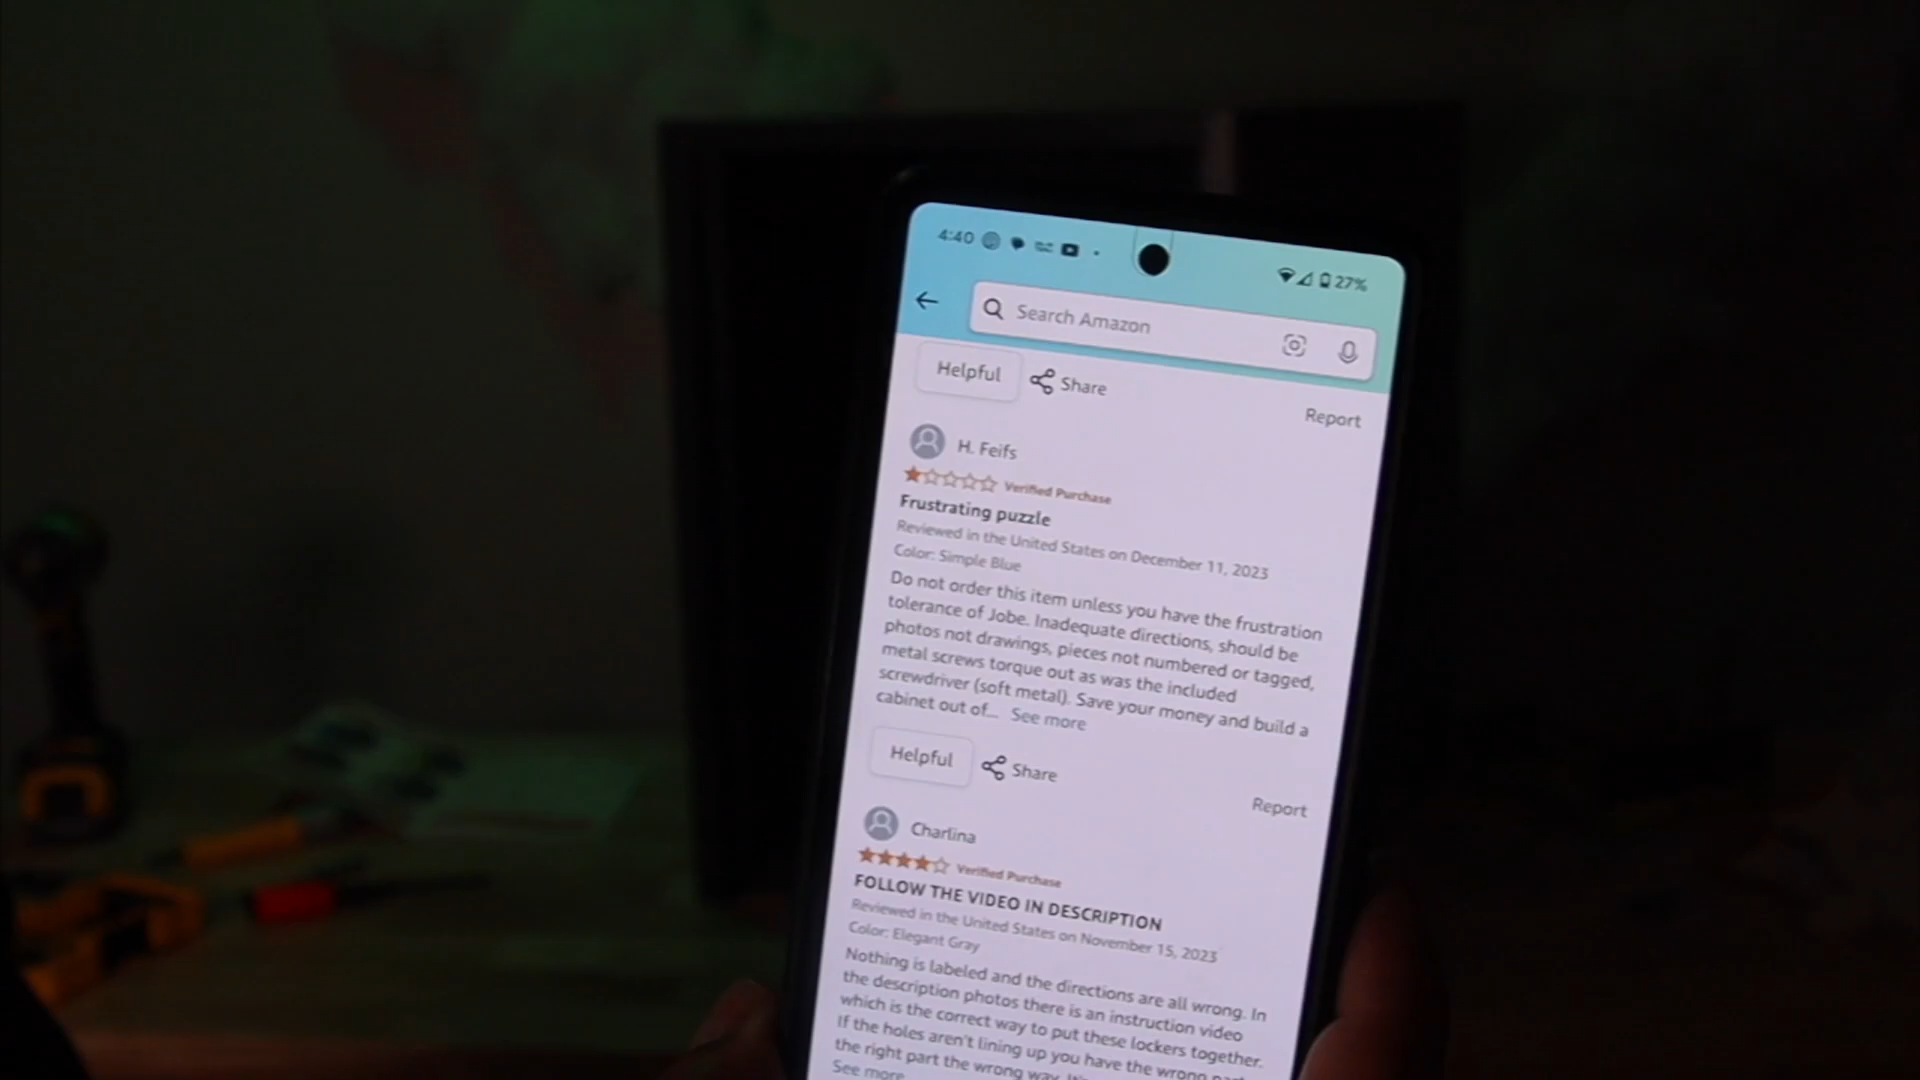 4:40
27%
Search Amazon
Helpful
Share
Report
H. Feifs
Verified Purchase
Frustrating puzzle
Reviewed in the United States on December 11, 2023
Color: Simple Blue
Do not order this item unless you have the frustration
tolerance of Jobe. Inadequate directions, should be
photos not drawings, pieces not numbered or tagged,
metal screws torque out as was the included
screwdriver (soft metal). Save your money and build a
cabinet out of... See more
Helpful
Share
Report
Charlina
Verified Purchase
FOLLOW THE VIDEO IN DESCRIPTION
Reviewed in the United States on November 15, 2023
Color: Elegant Gray
Nothing is labeled and the directions are all wrong. In
the description photos there is an instruction video
which is the correct way to put these lockers together.
If the holes aren't lining up you have the wrong
the right part the wrong way.
See more